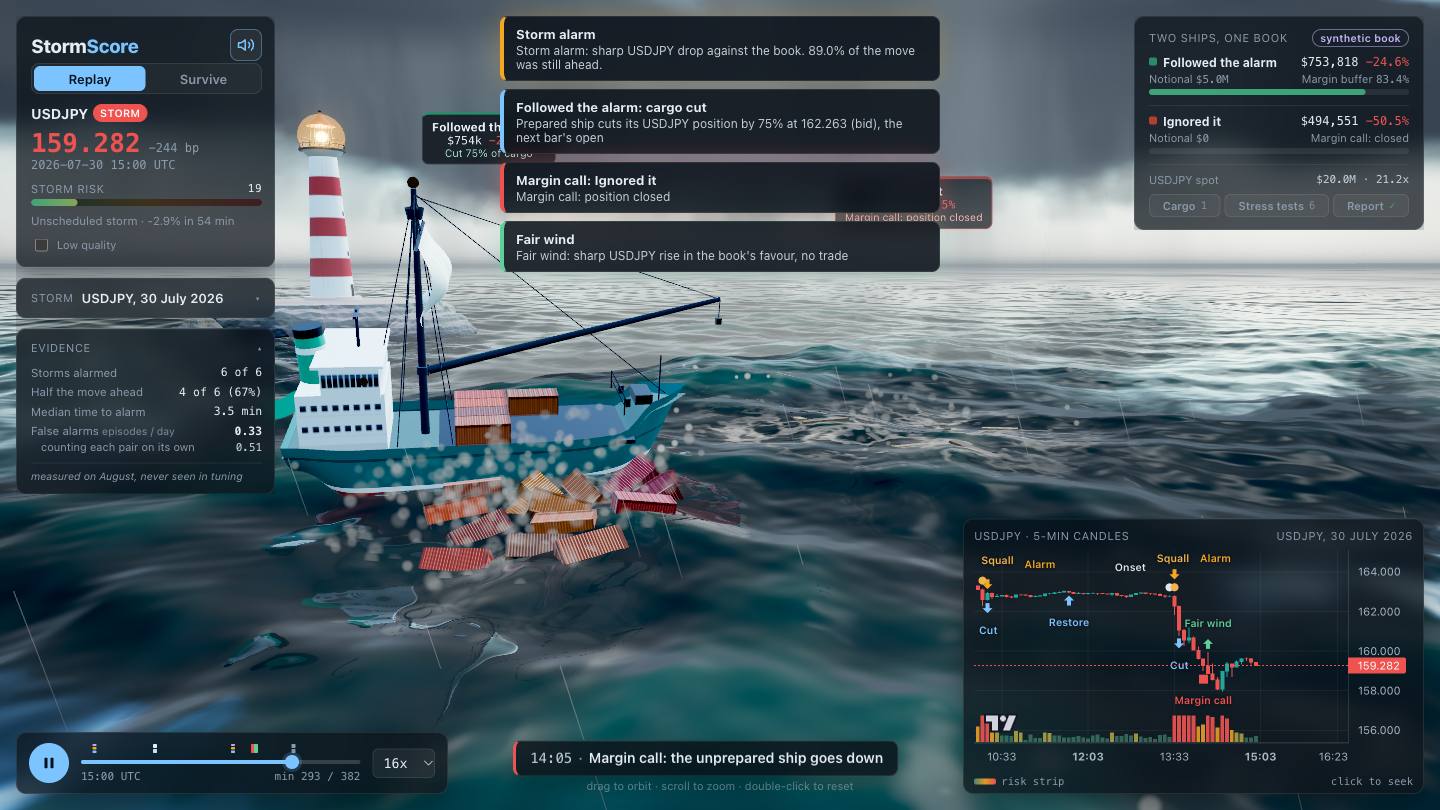 StormScore
Replay
Survive
USDJPY STORM
159.282 −244 bp
2026-07-30 15:00 UTC
STORM RISK 19
Unscheduled storm · -2.9% in 54 min
Low quality
STORM USDJPY, 30 July 2026
EVIDENCE
Storms alarmed 6 of 6
Half the move ahead 4 of 6 (67%)
Median time to alarm 3.5 min
False alarms episodes / day 0.33
counting each pair on its own 0.51
measured on August, never seen in tuning
Storm alarm
Storm alarm: sharp USDJPY drop against the book. 89.0% of the move
was still ahead.
Followed the alarm: cargo cut
Prepared ship cuts its USDJPY position by 75% at 162.263 (bid), the
next bar's open
Margin call: Ignored it
Margin call: position closed
Fair wind
Fair wind: sharp USDJPY rise in the book's favour, no trade
Followed th
$754k
Cut 75% of cargo
5%
Margin call: position closed
TWO SHIPS, ONE BOOK synthetic book
Followed the alarm $753,818 −24.6%
Notional $5.0M Margin buffer 83.4%
Ignored it $494,551 −50.5%
Notional $0 Margin call: closed
USDJPY spot $20.0M · 21.2x
Cargo 1 Stress tests 6 Report ✓
USDJPY · 5-MIN CANDLES USDJPY, 30 JULY 2026
Squall Alarm Onset Squall Alarm
Cut Restore Fair wind Cut
Margin call
164.000
162.000
160.000
159.282
158.000
156.000
10:33 12:03 13:33 15:03 16:23
risk strip click to seek
15:00 UTC min 293 / 382
16x
14:05 · Margin call: the unprepared ship goes down
drag to orbit · scroll to zoom · double-click to reset